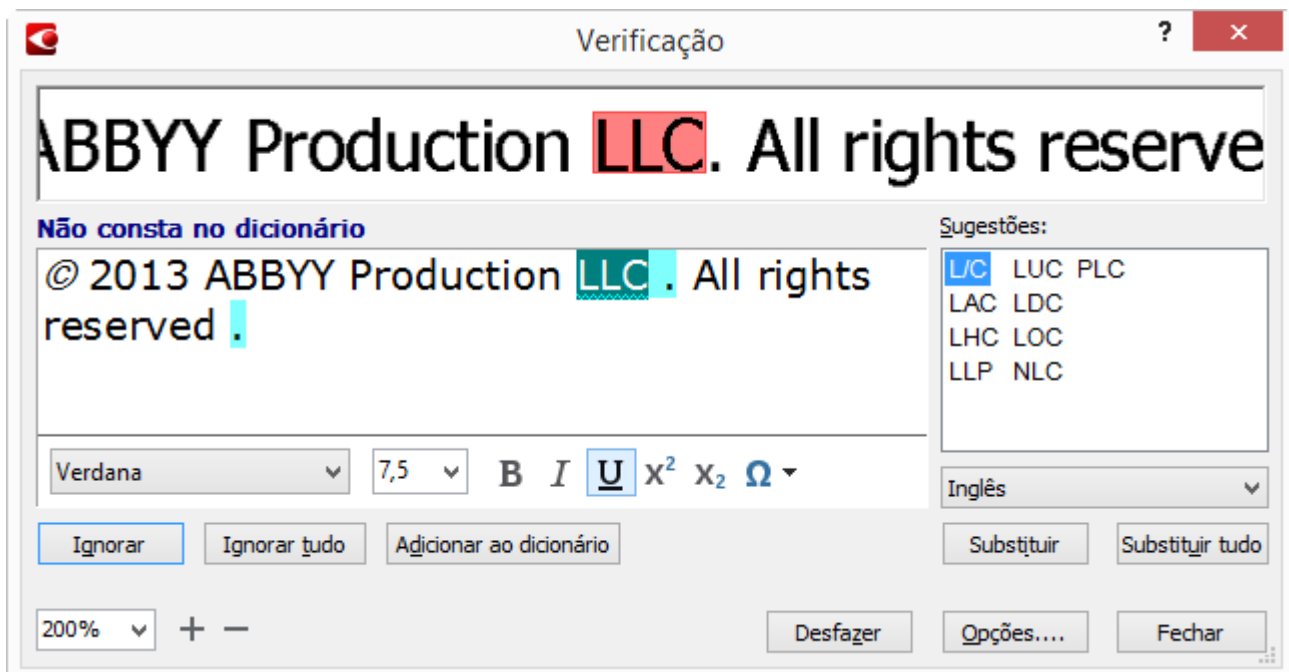 Verificação ? ×
ABBYY Production LLC. All rights reserve
Não consta no dicionário
© 2013 ABBYY Production LLC . All rights
reserved .
Sugestões:
L/C LUC PLC
LAC LDC
LHC LOC
LLP NLC
Verdana 7,5 B I U X² X₂ Ω
Inglês
Ignorar Ignorar tudo Adicionar ao dicionário Substituir Substituir tudo
200% + − Desfazer Opções.... Fechar